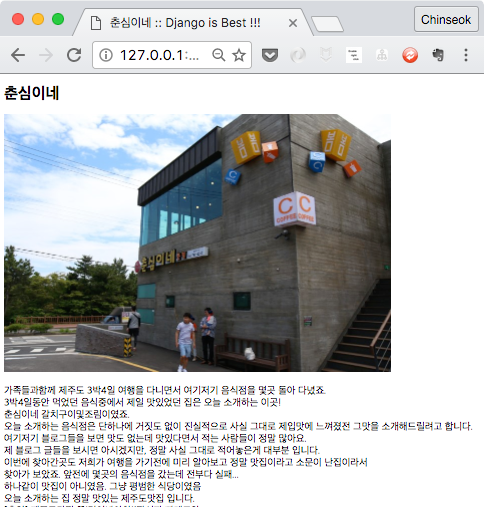 춘심이네 :: Django is Best !!!
Chinseok
127.0.0.1:...
춘심이네
춘심이네
C
C
COFFEE
C
C
가족들과함께 제주도 3박4일 여행을 다니면서 여기저기 음식점을 몇곳 돌아 다녔죠.
3박4일동안 먹었던 음식중에서 제일 맛있었던 집은 오늘 소개하는 이곳!
춘심이네 갈치구이및조림이였죠.
오늘 소개하는 음식점은 단하나에 거짓도 없이 진실적으로 사실 그대로 제입맛에 느껴졌전 그맛을 소개해드릴려고 합니다.
여기저기 블로그들을 보면 맛도 없는데 맛있다면서 적는 사람들이 정말 많아요.
제 블로그 글들을 보시면 아시겠지만, 정말 사실 그대로 적어놓은게 대부분 입니다.
이번에 찾아간곳도 저희가 여행을 가기전에 미리 알아보고 정말 맛집이라고 소문이 난집이라서
찾아가 보았죠. 앞전에 몇곳의 음식점을 갔는데 전부다 실패...
하나같이 맛집이 아니였음. 그냥 평범한 식당이였음
오늘 소개하는 집 정말 맛있는 제주도맛집 입니다.